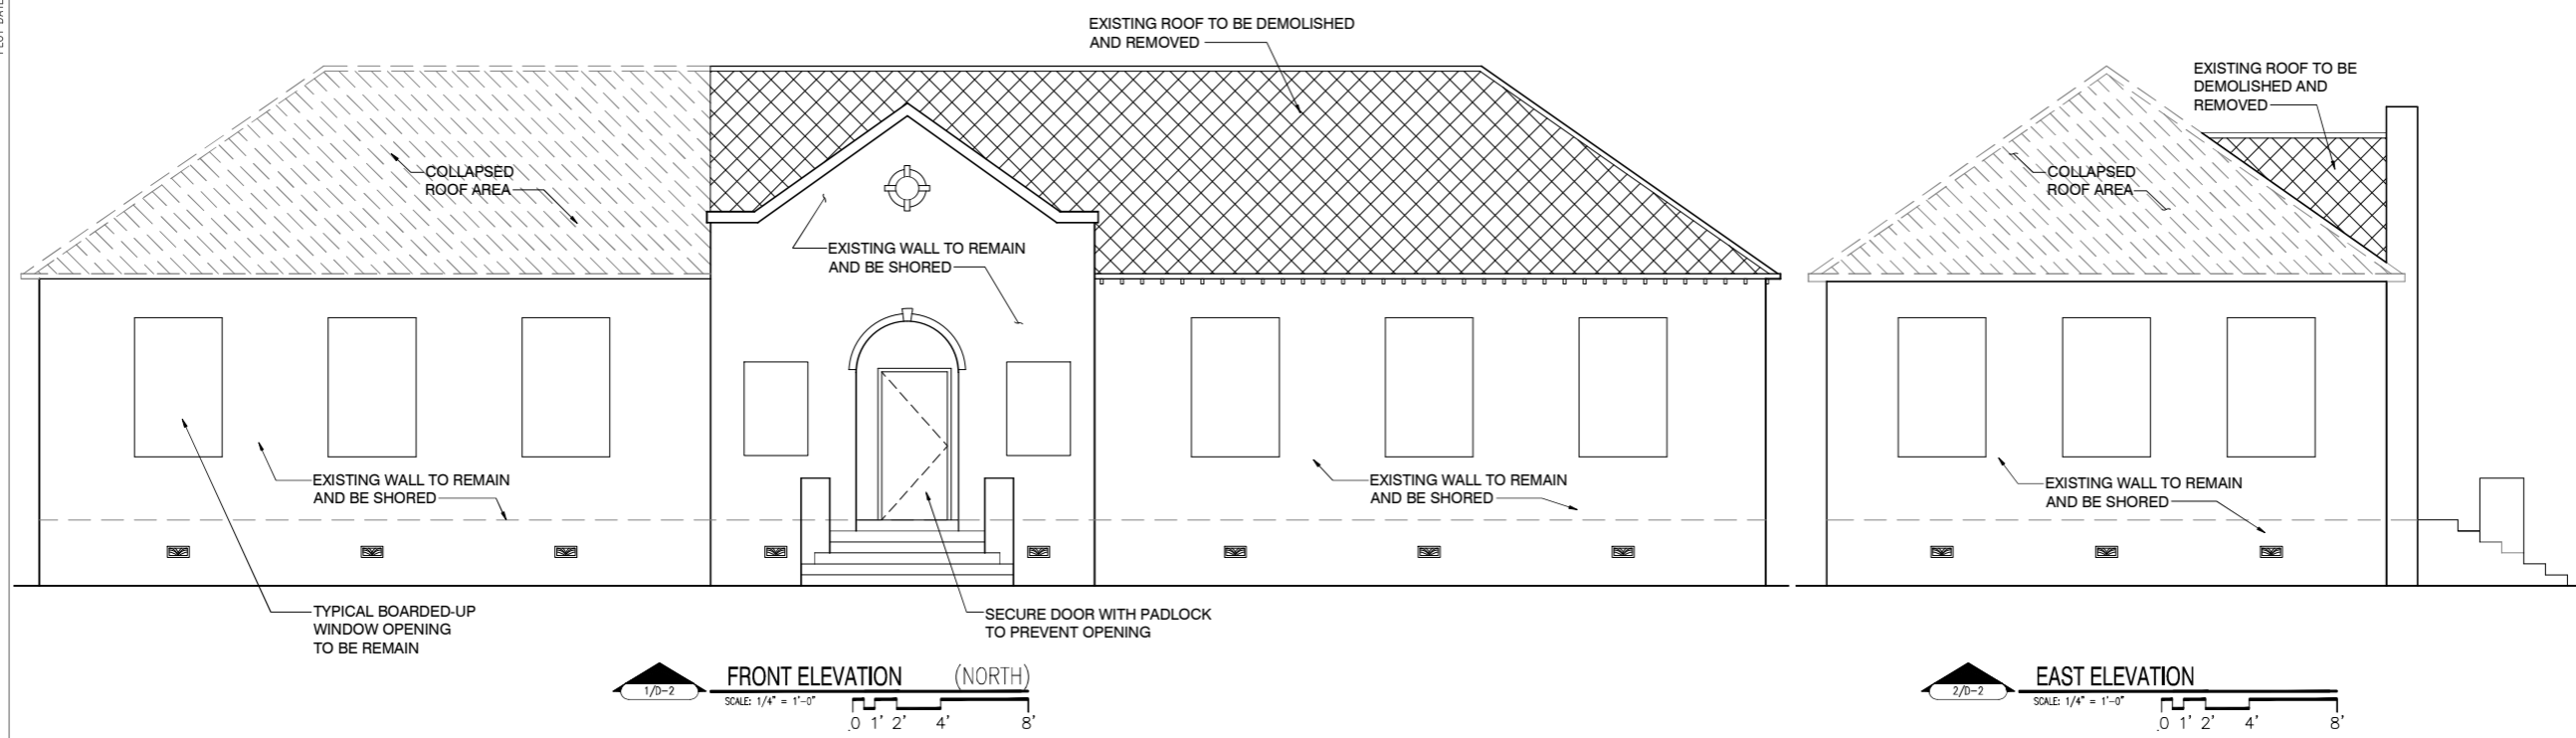 PLOT DATE
EXISTING ROOF TO BE DEMOLISHED
AND REMOVED
COLLAPSED
ROOF AREA
EXISTING WALL TO REMAIN
AND BE SHORED
EXISTING WALL TO REMAIN
AND BE SHORED
EXISTING WALL TO REMAIN
AND BE SHORED
TYPICAL BOARDED-UP
WINDOW OPENING
TO BE REMAIN
SECURE DOOR WITH PADLOCK
TO PREVENT OPENING
1/D-2
FRONT ELEVATION (NORTH)
SCALE: 1/4" = 1'-0"
0 1' 2' 4' 8'
EXISTING ROOF TO BE
DEMOLISHED AND
REMOVED
COLLAPSED
ROOF AREA
EXISTING WALL TO REMAIN
AND BE SHORED
2/D-2
EAST ELEVATION
SCALE: 1/4" = 1'-0"
0 1' 2' 4' 8'